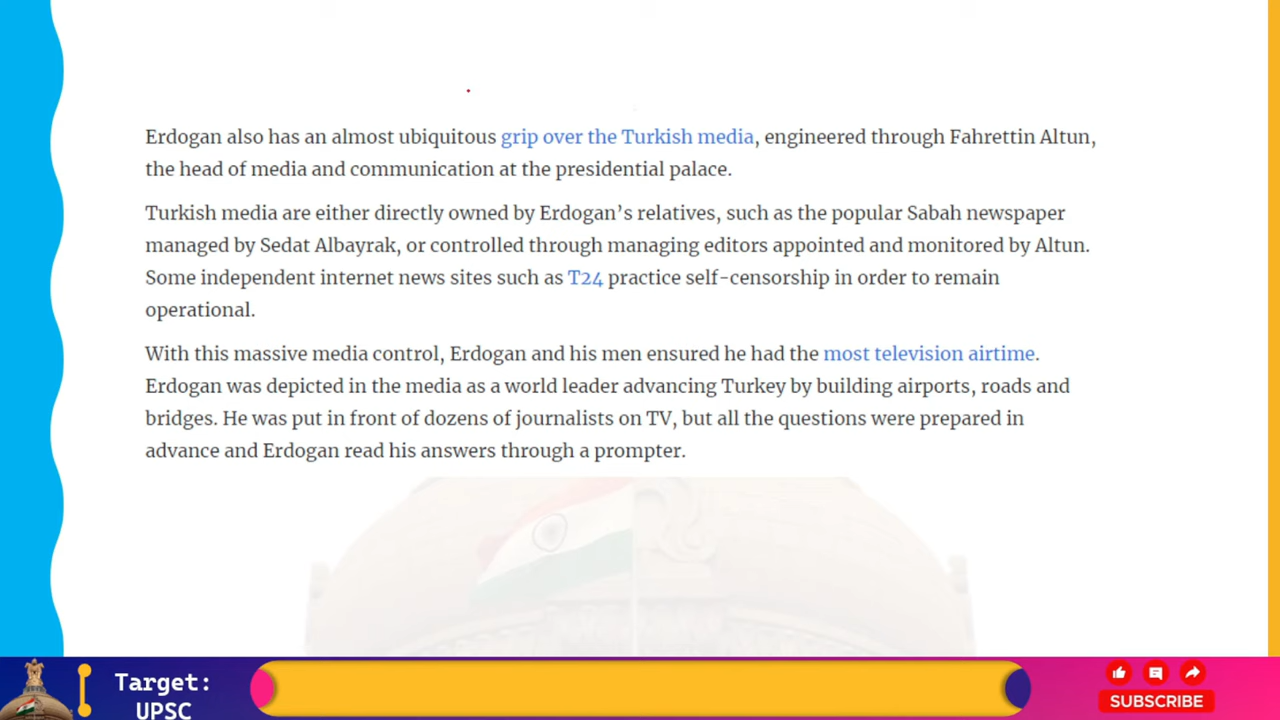 Erdogan also has an almost ubiquitous grip over the Turkish media, engineered through Fahrettin Altun,
the head of media and communication at the presidential palace.
Turkish media are either directly owned by Erdogan’s relatives, such as the popular Sabah newspaper
managed by Sedat Albayrak, or controlled through managing editors appointed and monitored by Altun.
Some independent internet news sites such as T24 practice self-censorship in order to remain
operational.
With this massive media control, Erdogan and his men ensured he had the most television airtime.
Erdogan was depicted in the media as a world leader advancing Turkey by building airports, roads and
bridges. He was put in front of dozens of journalists on TV, but all the questions were prepared in
advance and Erdogan read his answers through a prompter.
Target:
UPSC
SUBSCRIBE